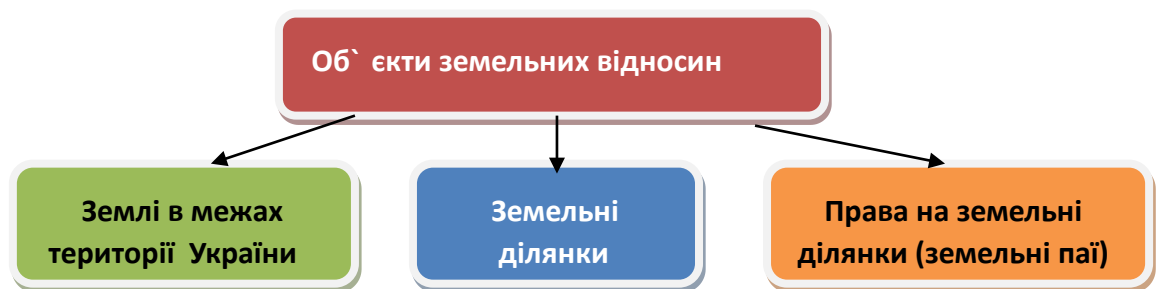 Об` єкти земельних відносин
Землі в межах
території України
Земельні
ділянки
Права на земельні
ділянки (земельні паї)